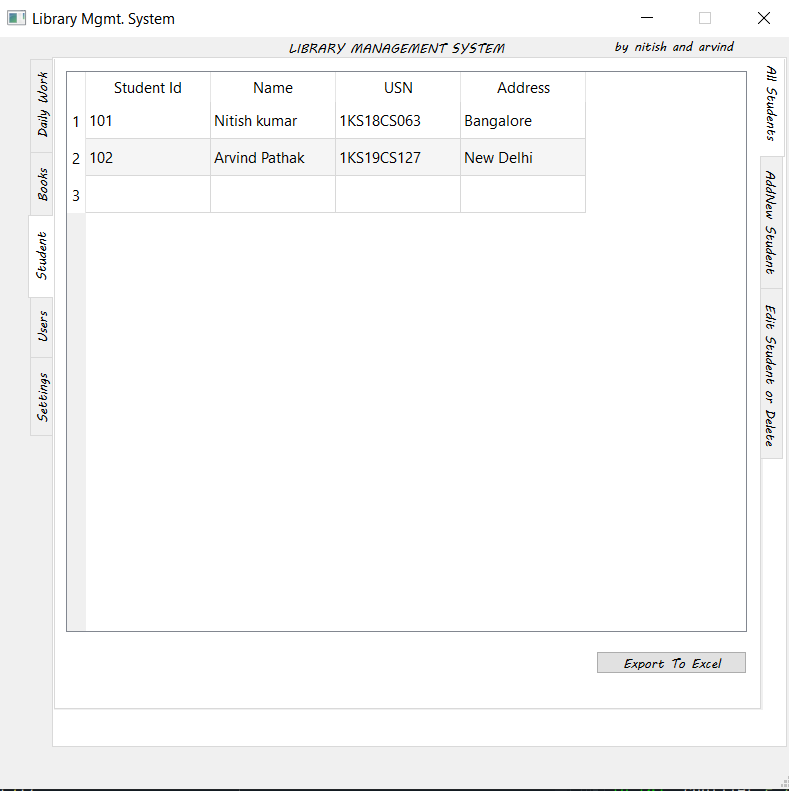 Library Mgmt. System
LIBRARY MANAGEMENT SYSTEM
by nitish and arvind
Daily Work
Books
Student
Users
Settings
Student Id Name USN Address
1 101 Nitish kumar 1KS18CS063 Bangalore
2 102 Arvind Pathak 1KS19CS127 New Delhi
3
All Students
AddNew Student
Edit Student or Delete
Export To Excel